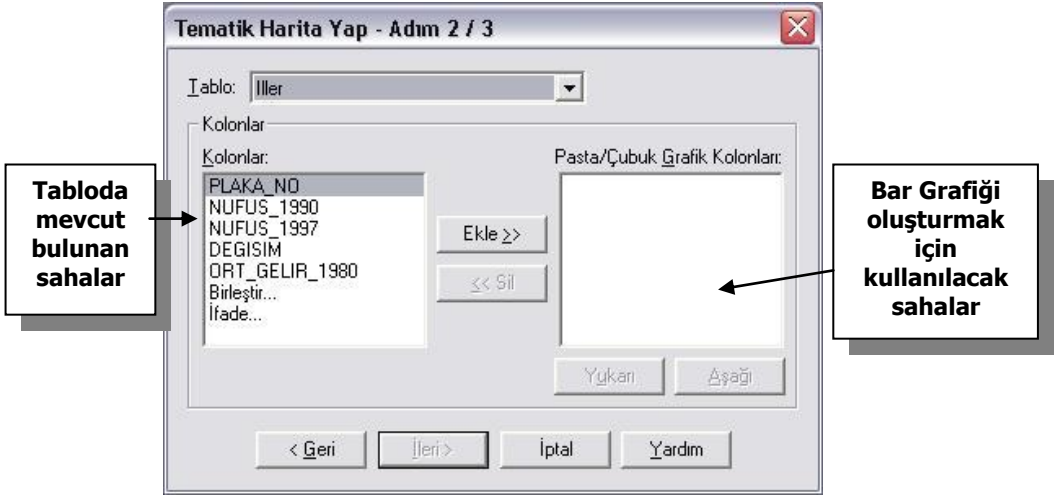 Tematik Harita Yap - Adım 2 / 3
Tablo: Iller
Kolonlar
Kolonlar:
PLAKA_NO
NUFUS_1990
NUFUS_1997
DEGISIM
ORT_GELIR_1980
Birleştir...
İfade...
Ekle >>
<< Sil
Pasta/Çubuk Grafik Kolonları:
Yukarı
Aşağı
< Geri
İleri >
İptal
Yardım
Tabloda
mevcut
bulunan
sahalar
Bar Grafiği
oluşturmak
için
kullanılacak
sahalar